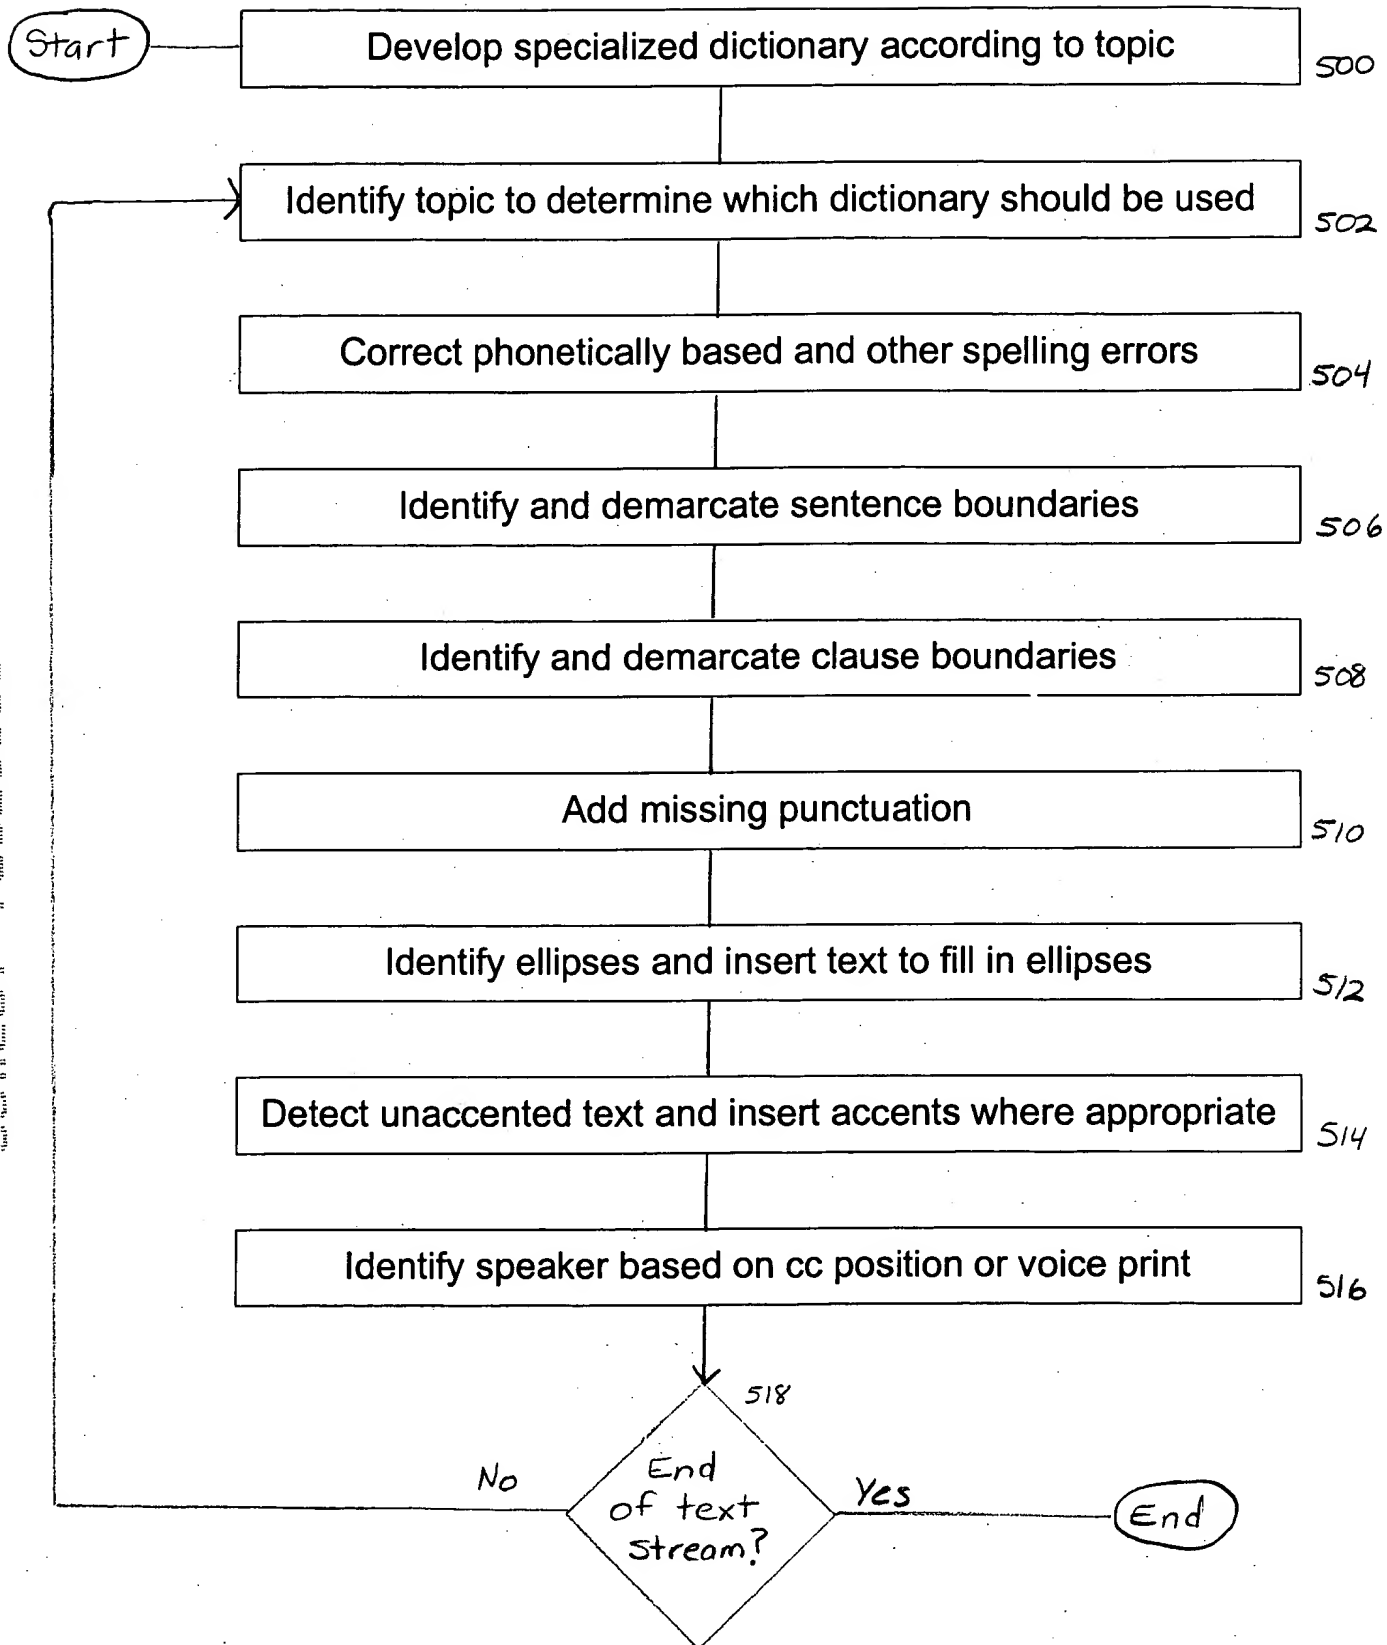 Start
Develop specialized dictionary according to topic
500
Identify topic to determine which dictionary should be used
502
Correct phonetically based and other spelling errors
504
Identify and demarcate sentence boundaries
506
Identify and demarcate clause boundaries
508
Add missing punctuation
510
Identify ellipses and insert text to fill in ellipses
512
Detect unaccented text and insert accents where appropriate
514
Identify speaker based on cc position or voice print
516
518
End
of text
stream?
No
Yes
End